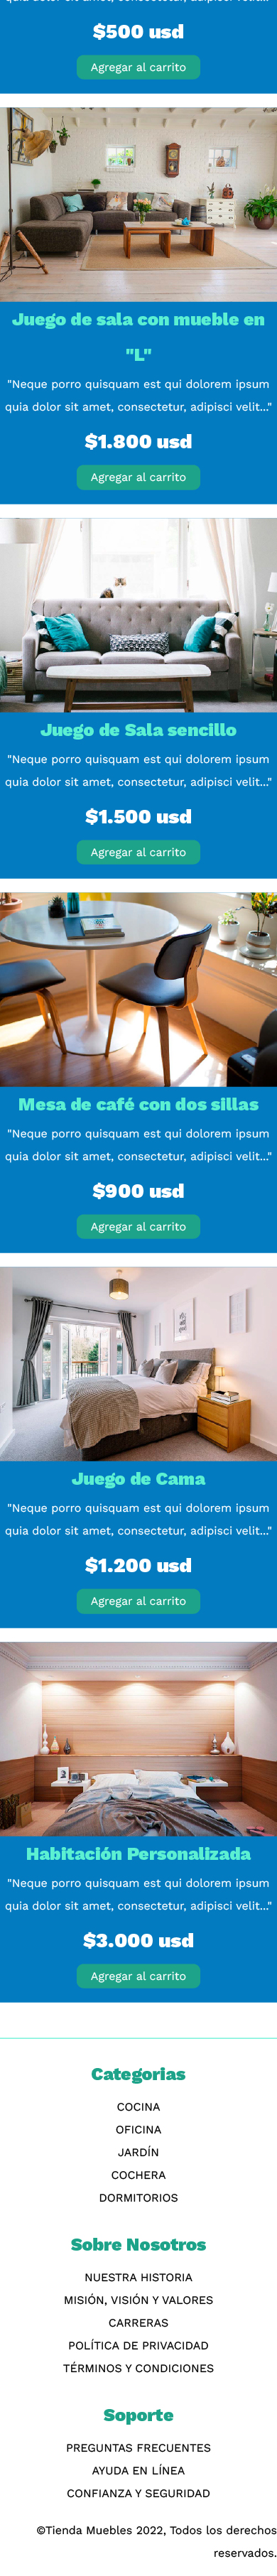 $500 usd
Agregar al carrito
Juego de sala con mueble en
"L"
"Neque porro quisquam est qui dolorem ipsum
quia dolor sit amet, consectetur, adipisci velit..."
$1.800 usd
Agregar al carrito
Juego de Sala sencillo
"Neque porro quisquam est qui dolorem ipsum
quia dolor sit amet, consectetur, adipisci velit..."
$1.500 usd
Agregar al carrito
Mesa de café con dos sillas
"Neque porro quisquam est qui dolorem ipsum
quia dolor sit amet, consectetur, adipisci velit..."
$900 usd
Agregar al carrito
Juego de Cama
"Neque porro quisquam est qui dolorem ipsum
quia dolor sit amet, consectetur, adipisci velit..."
$1.200 usd
Agregar al carrito
Habitación Personalizada
"Neque porro quisquam est qui dolorem ipsum
quia dolor sit amet, consectetur, adipisci velit..."
$3.000 usd
Agregar al carrito
Categorias
COCINA
OFICINA
JARDÍN
COCHERA
DORMITORIOS
Sobre Nosotros
NUESTRA HISTORIA
MISIÓN, VISIÓN Y VALORES
CARRERAS
POLÍTICA DE PRIVACIDAD
TÉRMINOS Y CONDICIONES
Soporte
PREGUNTAS FRECUENTES
AYUDA EN LÍNEA
CONFIANZA Y SEGURIDAD
©Tienda Muebles 2022, Todos los derechos
reservados.